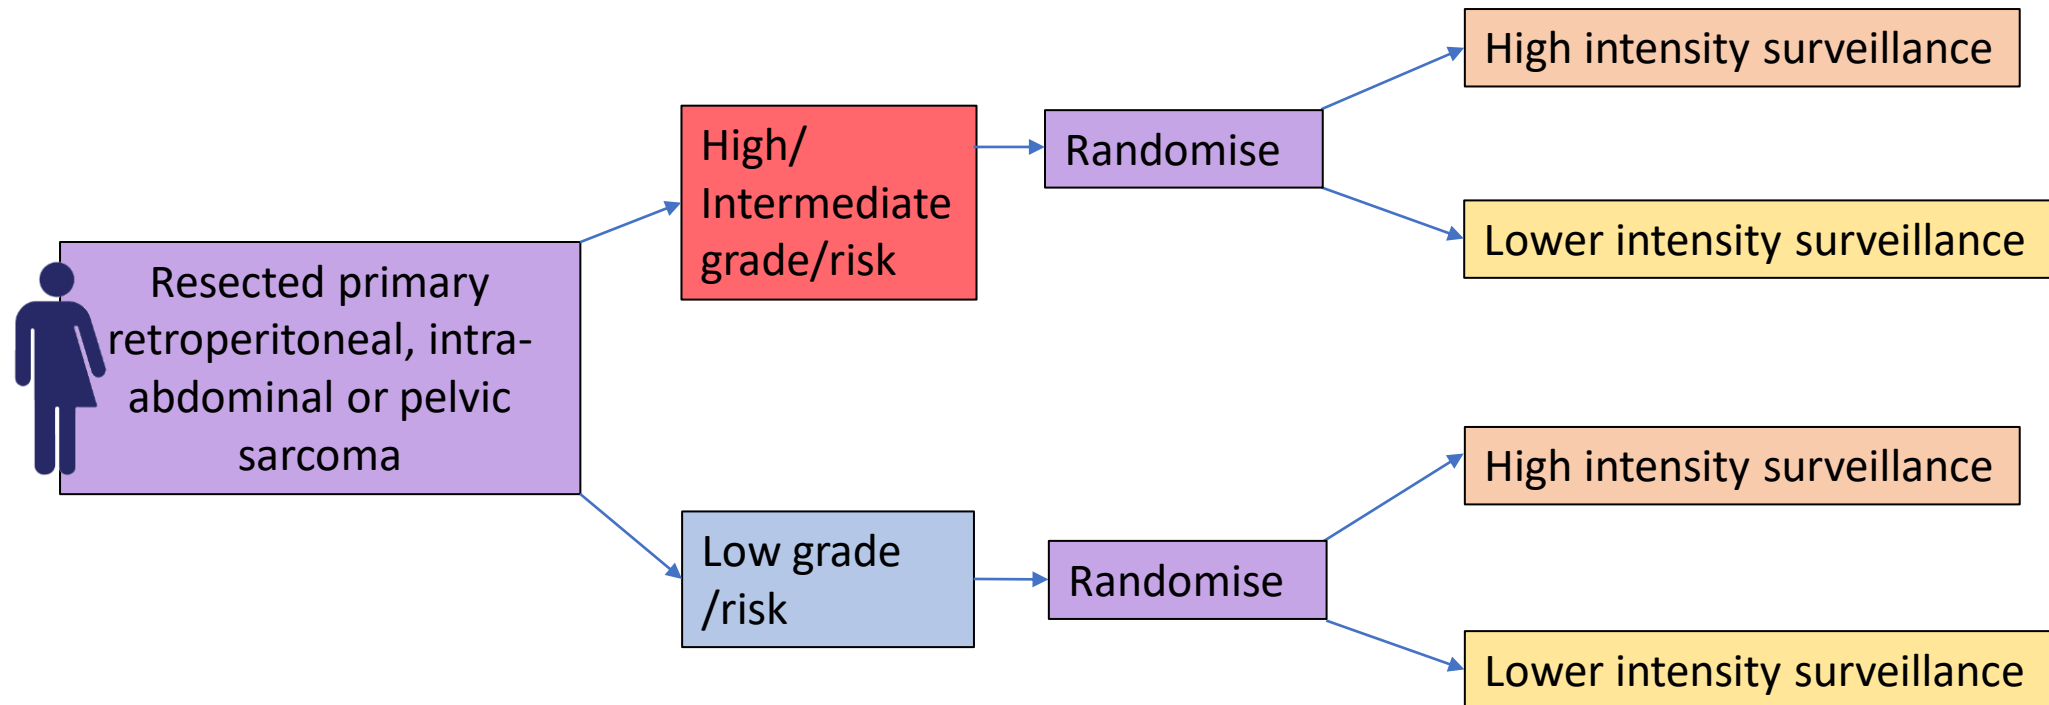 Resected primary
retroperitoneal, intra-
abdominal or pelvic
sarcoma
High/
Intermediate
grade/risk
Randomise
High intensity surveillance
Lower intensity surveillance
Low grade
/risk
Randomise
High intensity surveillance
Lower intensity surveillance